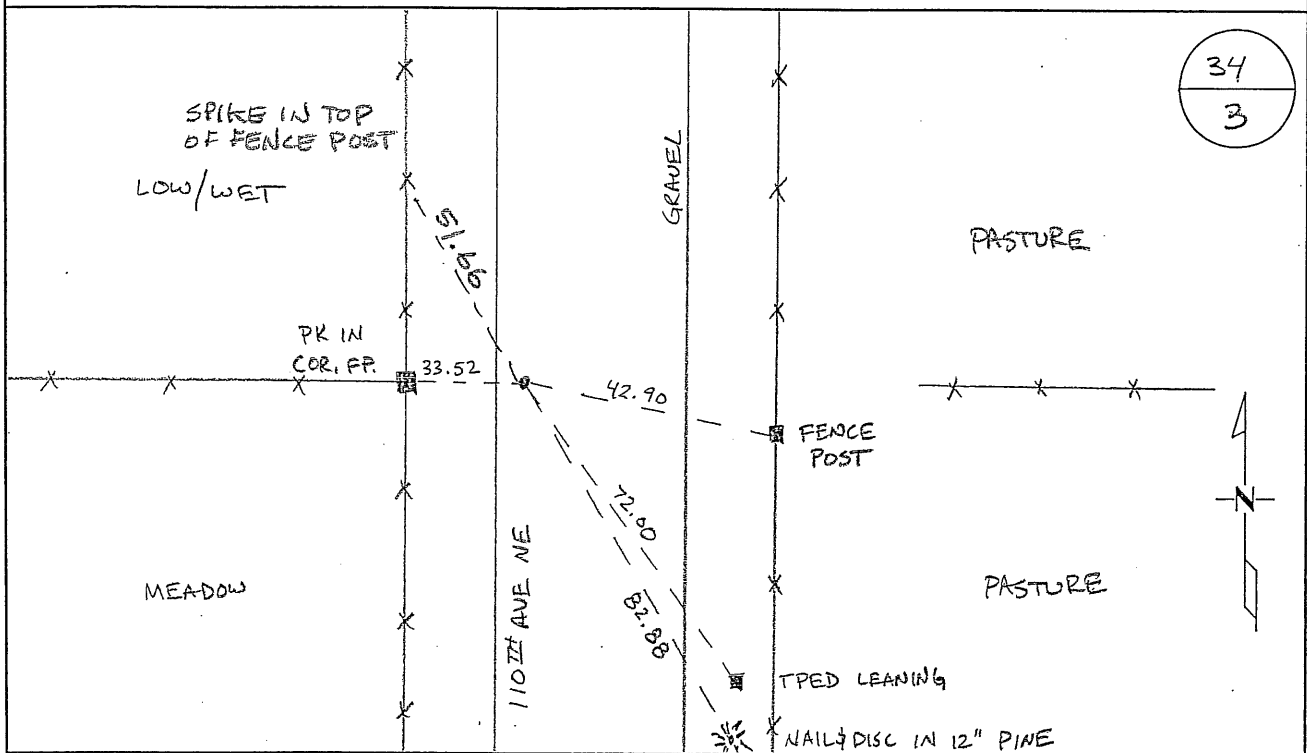 34
3
SPIKE IN TOP
OF FENCE POST
LOW/WET
GRAVEL
51.66
PASTURE
PK IN
COR. FP.
33.52
42.90
FENCE
POST
N
72.00
82.88
110TH AVE NE
MEADOW
PASTURE
TPED LEANING
NAIL & DISC IN 12" PINE